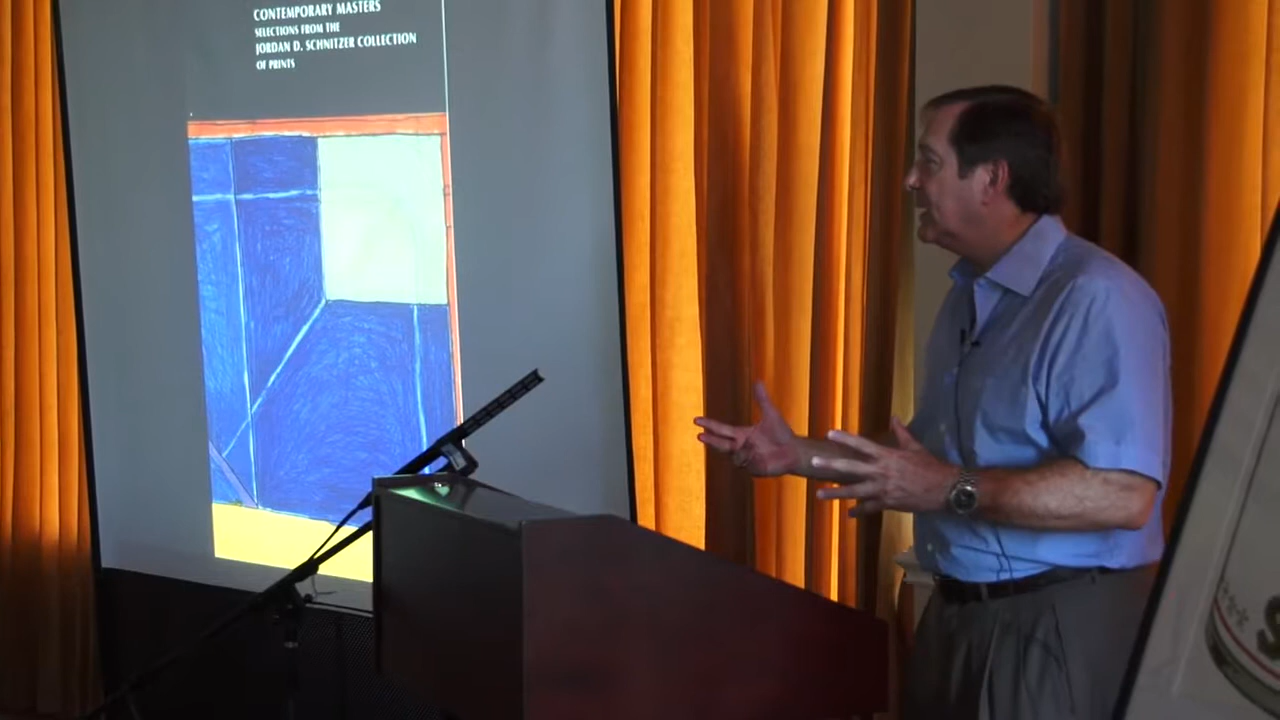 CONTEMPORARY MASTERS
SELECTIONS FROM THE
JORDAN D. SCHNITZER COLLECTION
OF PRINTS
S